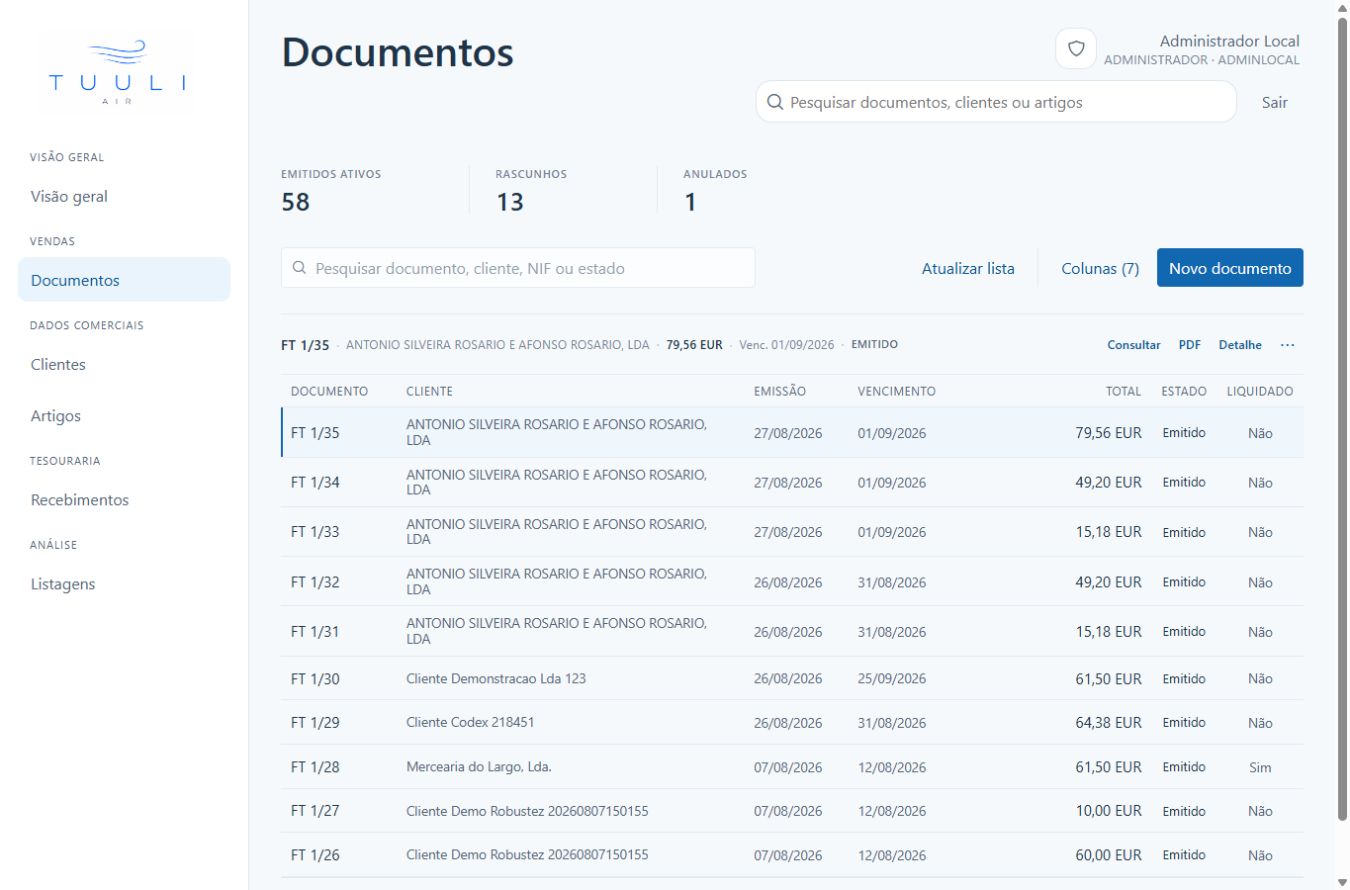 TUULI
AIR
VISÃO GERAL
Visão geral
VENDAS
Documentos
DADOS COMERCIAIS
Clientes
Artigos
TESOURARIA
Recebimentos
ANÁLISE
Listagens
Documentos
Administrador Local
ADMINISTRADOR · ADMINLOCAL
Pesquisar documentos, clientes ou artigos
Sair
EMITIDOS ATIVOS
58
RASCUNHOS
13
ANULADOS
1
Pesquisar documento, cliente, NIF ou estado
Atualizar lista
Colunas (7)
Novo documento
FT 1/35 · ANTONIO SILVEIRA ROSARIO E AFONSO ROSARIO, LDA · 79,56 EUR · Venc. 01/09/2026 · EMITIDO
Consultar PDF Detalhe ···
DOCUMENTO CLIENTE EMISSÃO VENCIMENTO TOTAL ESTADO LIQUIDADO
FT 1/35 ANTONIO SILVEIRA ROSARIO E AFONSO ROSARIO, LDA 27/08/2026 01/09/2026 79,56 EUR Emitido Não
FT 1/34 ANTONIO SILVEIRA ROSARIO E AFONSO ROSARIO, LDA 27/08/2026 01/09/2026 49,20 EUR Emitido Não
FT 1/33 ANTONIO SILVEIRA ROSARIO E AFONSO ROSARIO, LDA 27/08/2026 01/09/2026 15,18 EUR Emitido Não
FT 1/32 ANTONIO SILVEIRA ROSARIO E AFONSO ROSARIO, LDA 26/08/2026 31/08/2026 49,20 EUR Emitido Não
FT 1/31 ANTONIO SILVEIRA ROSARIO E AFONSO ROSARIO, LDA 26/08/2026 31/08/2026 15,18 EUR Emitido Não
FT 1/30 Cliente Demonstracao Lda 123 26/08/2026 25/09/2026 61,50 EUR Emitido Não
FT 1/29 Cliente Codex 218451 26/08/2026 31/08/2026 64,38 EUR Emitido Não
FT 1/28 Mercearia do Largo, Lda. 07/08/2026 12/08/2026 61,50 EUR Emitido Sim
FT 1/27 Cliente Demo Robustez 20260807150155 07/08/2026 12/08/2026 10,00 EUR Emitido Não
FT 1/26 Cliente Demo Robustez 20260807150155 07/08/2026 12/08/2026 60,00 EUR Emitido Não